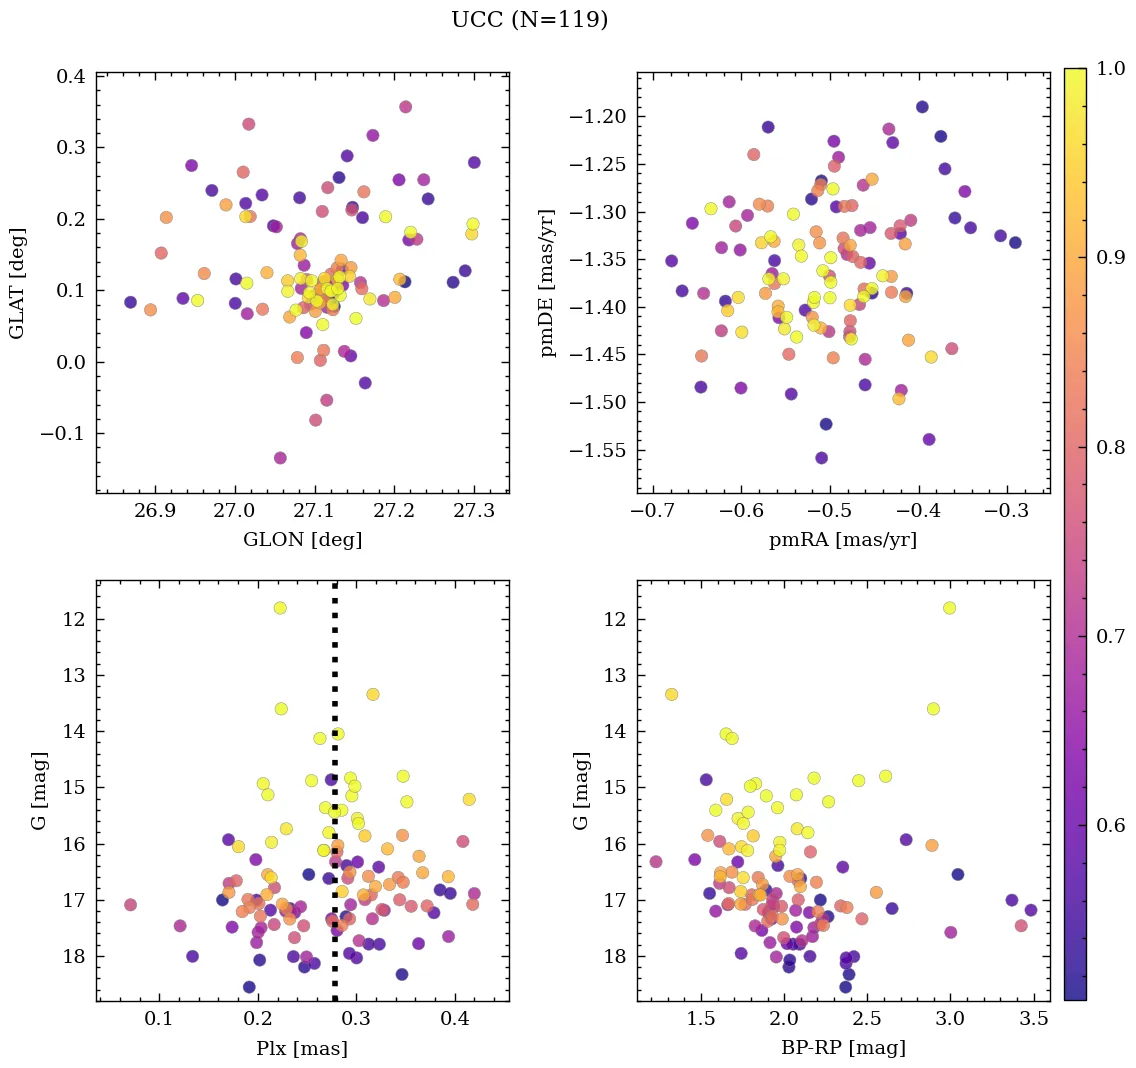 UCC (N=119)
0.4
0.3
0.2
0.1
0.0
−0.1
GLAT [deg]
26.9 27.0 27.1 27.2 27.3
GLON [deg]
−1.20
−1.25
−1.30
−1.35
−1.40
−1.45
−1.50
−1.55
pmDE [mas/yr]
−0.7 −0.6 −0.5 −0.4 −0.3
pmRA [mas/yr]
1.0
0.9
0.8
0.7
0.6
12
13
14
15
16
17
18
G [mag]
0.1 0.2 0.3 0.4
Plx [mas]
12
13
14
15
16
17
18
G [mag]
1.5 2.0 2.5 3.0 3.5
BP-RP [mag]